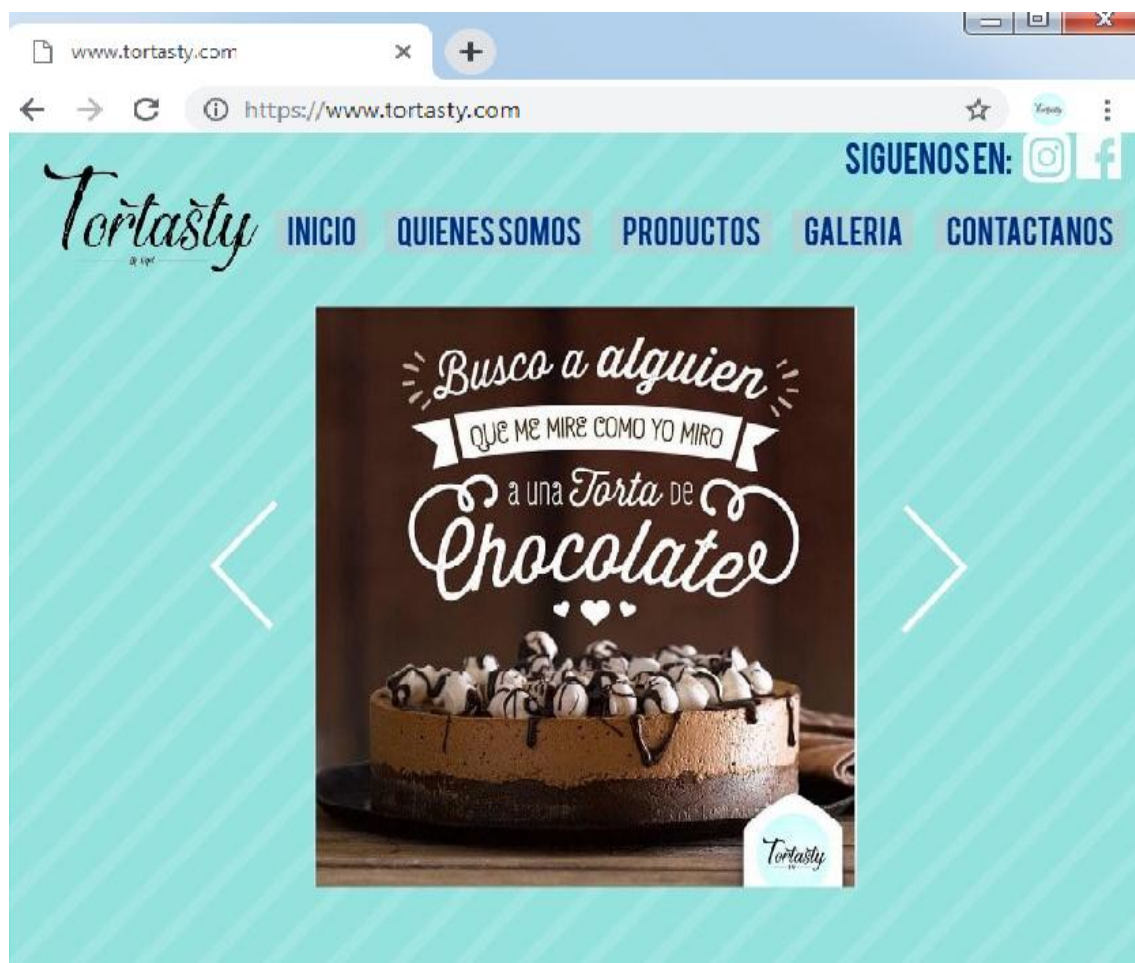 www.tortasty.com
https://www.tortasty.com
SIGUENOS EN:
Tortasty
INICIO QUIENES SOMOS PRODUCTOS GALERIA CONTACTANOS
Busco a alguien
QUE ME MIRE COMO YO MIRO
a una Torta DE
Chocolate
Tortasty